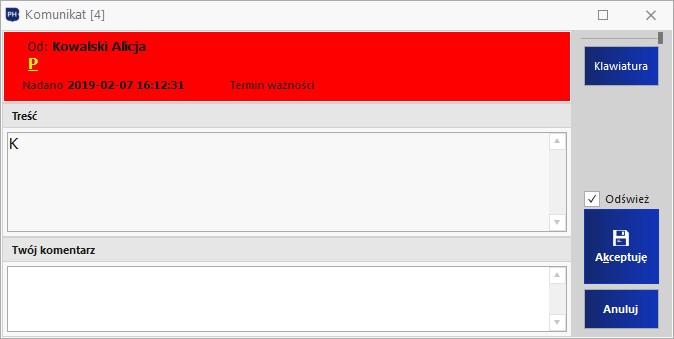 PH
Komunikat [4]
Od: Kowalski Alicja
P
Nadano 2019-02-07 16:12:31 Termin ważności
Klawiatura
Treść
K
Odśwież
Akceptuję
Twój komentarz
Anuluj